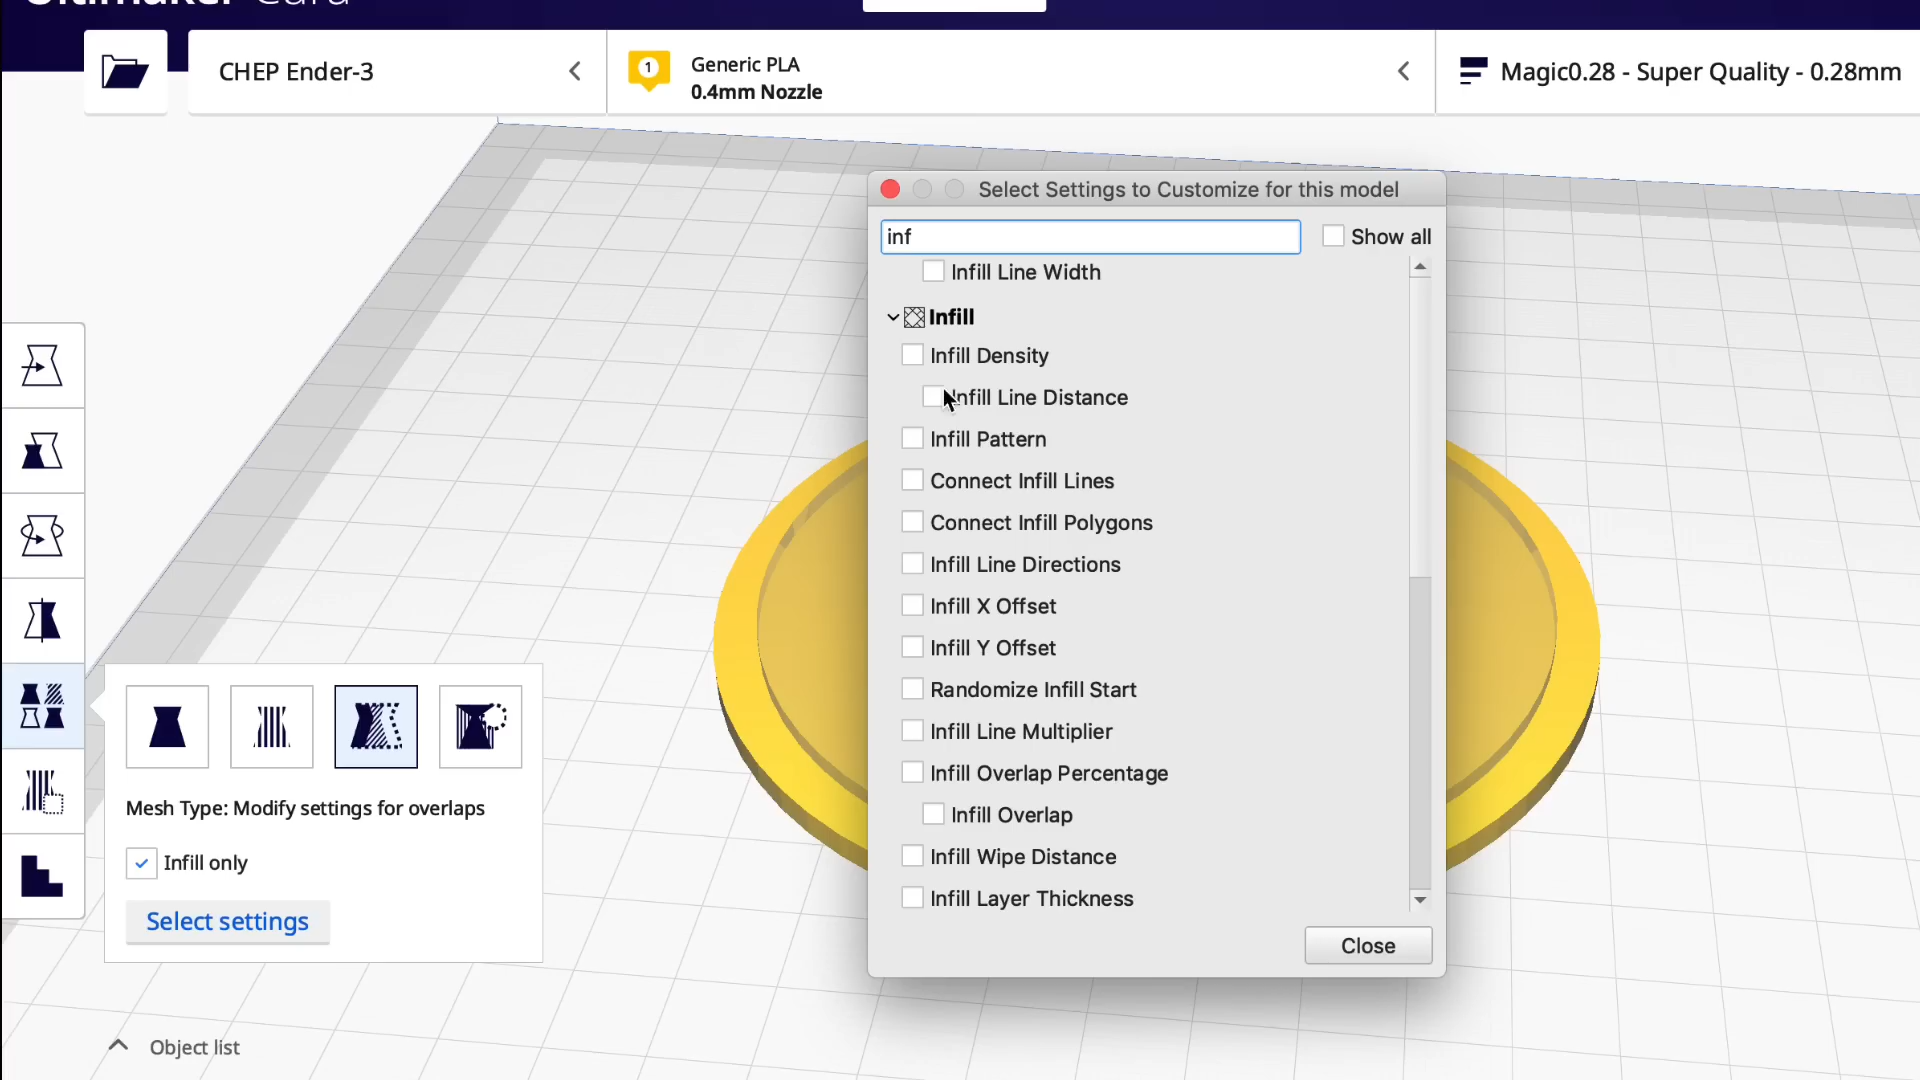 Ultimaker Cura
CHEP Ender-3
1
Generic PLA
0.4mm Nozzle
Magic0.28 - Super Quality - 0.28mm
Select Settings to Customize for this model
inf
Show all
Infill Line Width
Infill
Infill Density
Infill Line Distance
Infill Pattern
Connect Infill Lines
Connect Infill Polygons
Infill Line Directions
Infill X Offset
Infill Y Offset
Randomize Infill Start
Infill Line Multiplier
Infill Overlap Percentage
Infill Overlap
Infill Wipe Distance
Infill Layer Thickness
Close
Mesh Type: Modify settings for overlaps
Infill only
Select settings
Object list